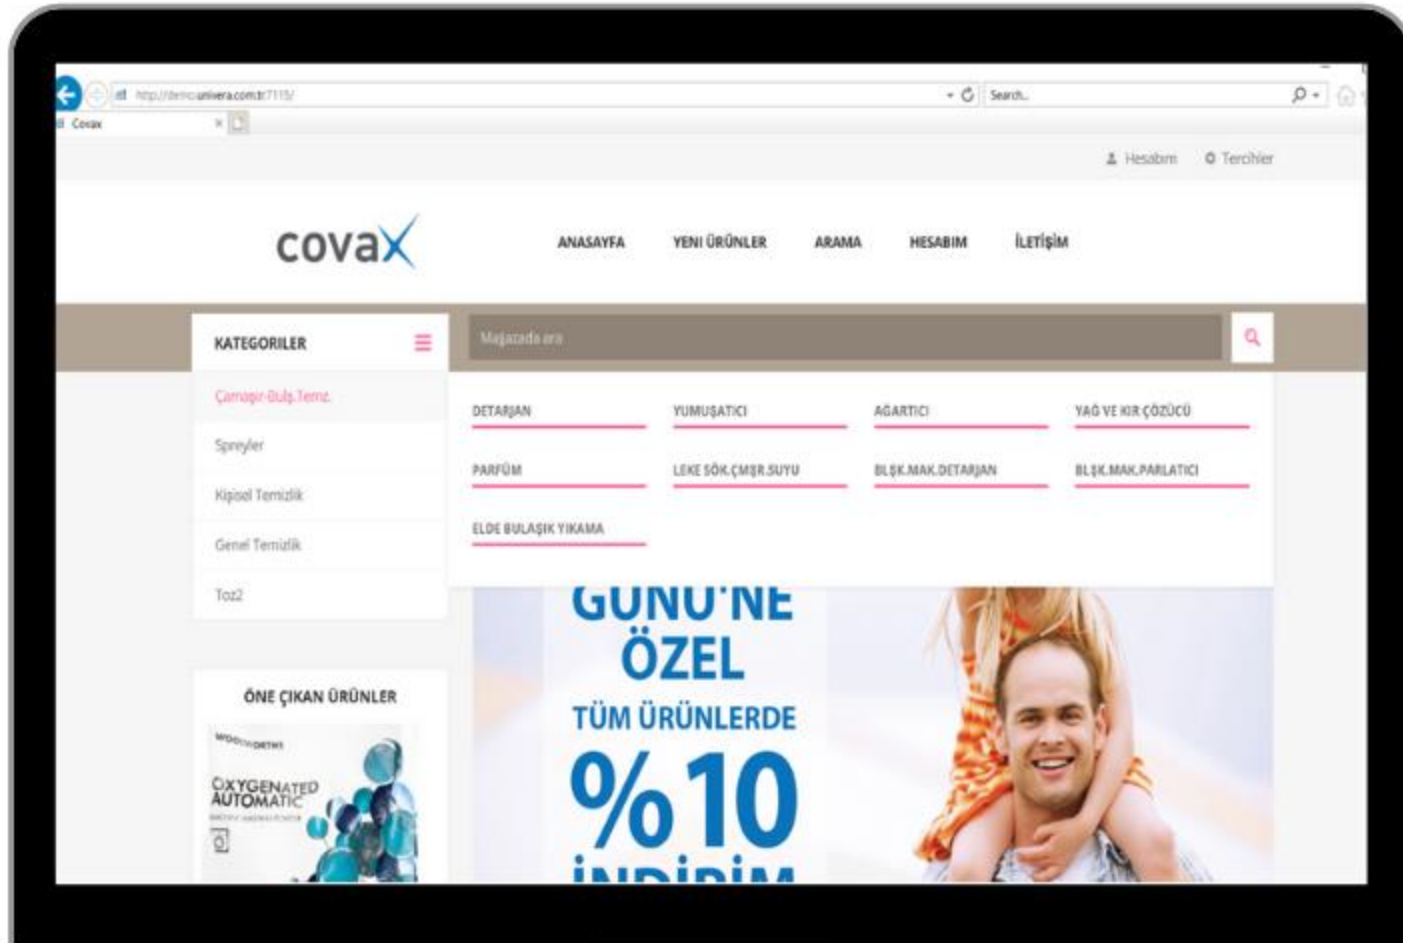 http://demo.univera.com.tr:7115/
Search...
Covax
Hesabım
Tercihler
covax
ANASAYFA
YENI ÜRÜNLER
ARAMA
HESABIM
İLETİŞİM
KATEGORILER
Mağazada ara
Çamaşır-Bulş.Temz.
Spreyler
Kişisel Temizlik
Genel Temizlik
Toz2
DETARJAN
YUMUŞATICI
AĞARTICI
YAĞ VE KIR ÇÖZÜCÜ
PARFÜM
LEKE SÖK.ÇMŞR.SUYU
BLŞK.MAK.DETARJAN
BLŞK.MAK.PARLATICI
ELDE BULAŞIK YIKAMA
GÜNÜ'NE
ÖZEL
TÜM ÜRÜNLERDE
%10
İNDİRİM
ÖNE ÇIKAN ÜRÜNLER
WOOLWORTHS
OXYGENATED
AUTOMATIC